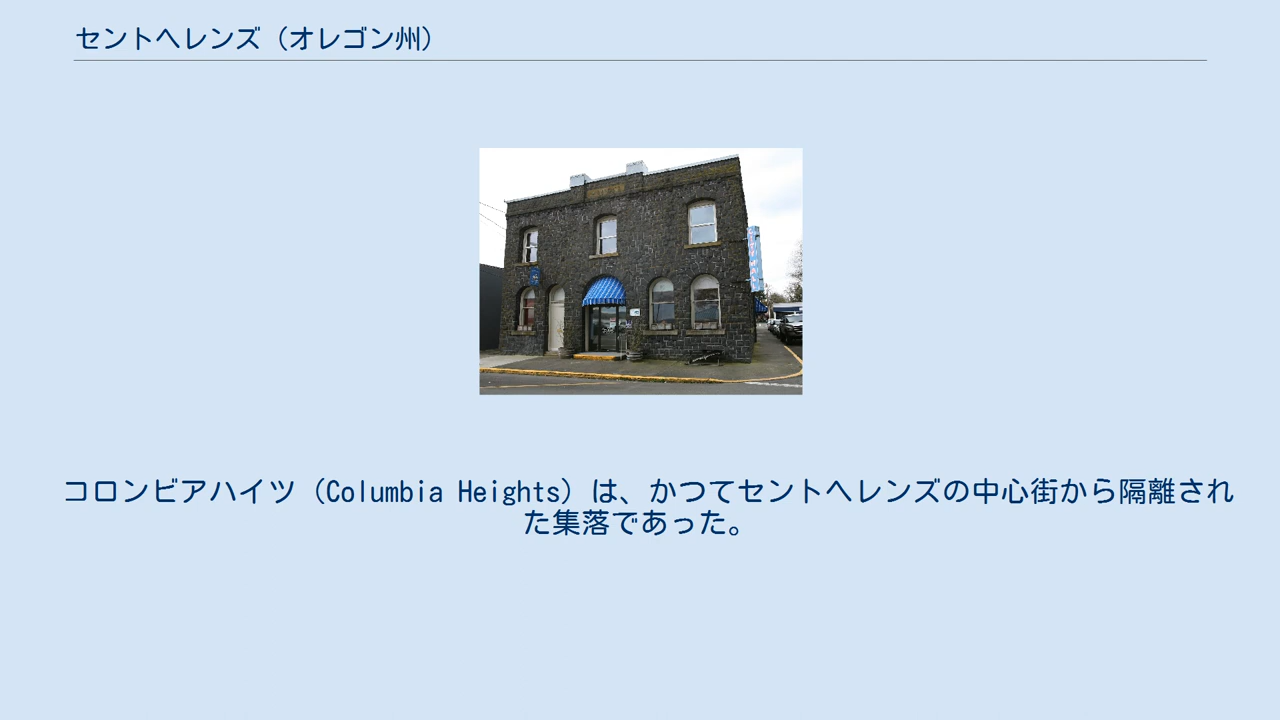 セントヘレンズ（オレゴン州）
コロンビアハイツ（Columbia Heights）は、かつてセントヘレンズの中心街から隔離され
た集落であった。